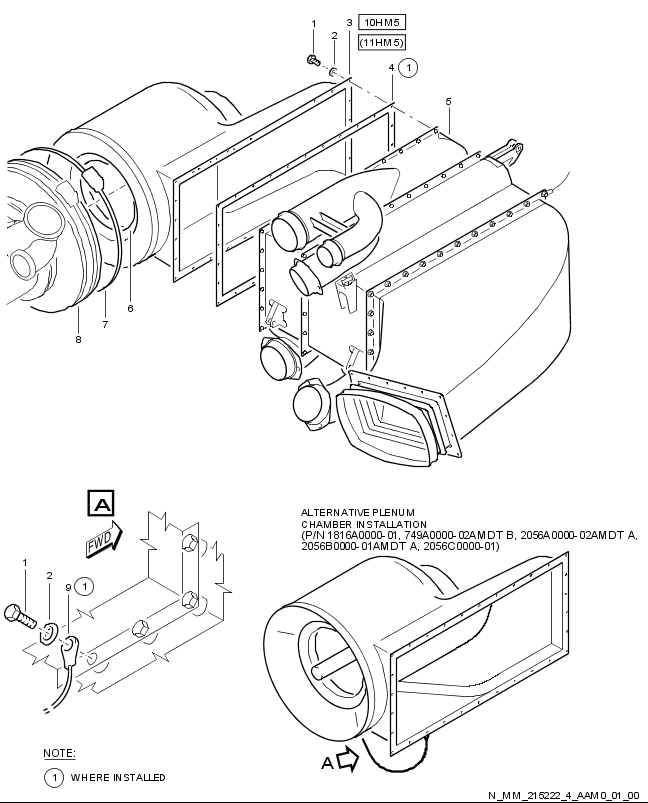 1
2
3
10HM5
(11HM5)
4
1
5
6
7
8
A
FWD
1
2
9
1
ALTERNATIVE PLENUM
CHAMBER INSTALLATION
(P/N 1816A0000-01, 749A0000-02AMDT B, 2056A0000-02AMDT A,
2056B0000-01AMDT A, 2056C0000-01)
A
NOTE:
1 WHERE INSTALLED
N_MM_215222_4_AAM0_01_00